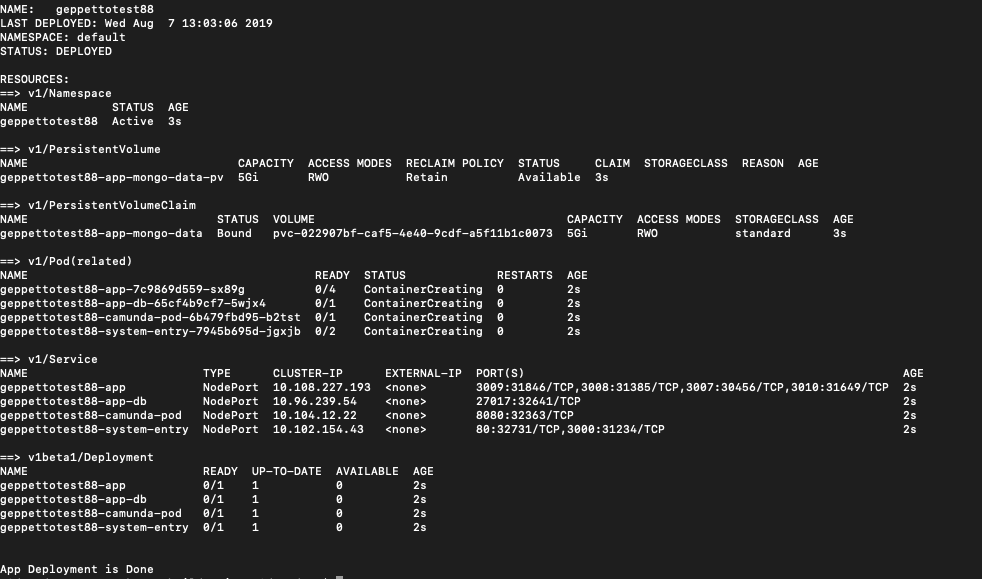 NAME:   geppettotest88
LAST DEPLOYED: Wed Aug  7 13:03:06 2019
NAMESPACE: default
STATUS: DEPLOYED
RESOURCES:
==> v1/Namespace
NAME            STATUS  AGE
geppettotest88  Active  3s
==> v1/PersistentVolume
NAME                              CAPACITY  ACCESS MODES  RECLAIM POLICY  STATUS     CLAIM  STORAGECLASS  REASON  AGE
geppettotest88-app-mongo-data-pv  5Gi       RWO           Retain          Available  3s
==> v1/PersistentVolumeClaim
NAME                           STATUS  VOLUME                                    CAPACITY  ACCESS MODES  STORAGECLASS  AGE
geppettotest88-app-mongo-data  Bound   pvc-022907bf-caf5-4e40-9cdf-a5f11b1c0073  5Gi       RWO           standard      3s
==> v1/Pod(related)
NAME                                         READY  STATUS             RESTARTS  AGE
geppettotest88-app-7c9869d559-sx89g          0/4    ContainerCreating  0         2s
geppettotest88-app-db-65cf4b9cf7-5wjx4       0/1    ContainerCreating  0         2s
geppettotest88-camunda-pod-6b479fbd95-b2tst  0/1    ContainerCreating  0         2s
geppettotest88-system-entry-7945b695d-jgxjb  0/2    ContainerCreating  0         2s
==> v1/Service
NAME                         TYPE      CLUSTER-IP      EXTERNAL-IP  PORT(S)                                                      AGE
geppettotest88-app           NodePort  10.108.227.193  <none>       3009:31846/TCP,3008:31385/TCP,3007:30456/TCP,3010:31649/TCP  2s
geppettotest88-app-db        NodePort  10.96.239.54    <none>       27017:32641/TCP                                              2s
geppettotest88-camunda-pod   NodePort  10.104.12.22    <none>       8080:32363/TCP                                               2s
geppettotest88-system-entry  NodePort  10.102.154.43   <none>       80:32731/TCP,3000:31234/TCP                                  2s
==> v1beta1/Deployment
NAME                         READY  UP-TO-DATE  AVAILABLE  AGE
geppettotest88-app           0/1    1           0          2s
geppettotest88-app-db        0/1    1           0          2s
geppettotest88-camunda-pod   0/1    1           0          2s
geppettotest88-system-entry  0/1    1           0          2s
App Deployment is Done